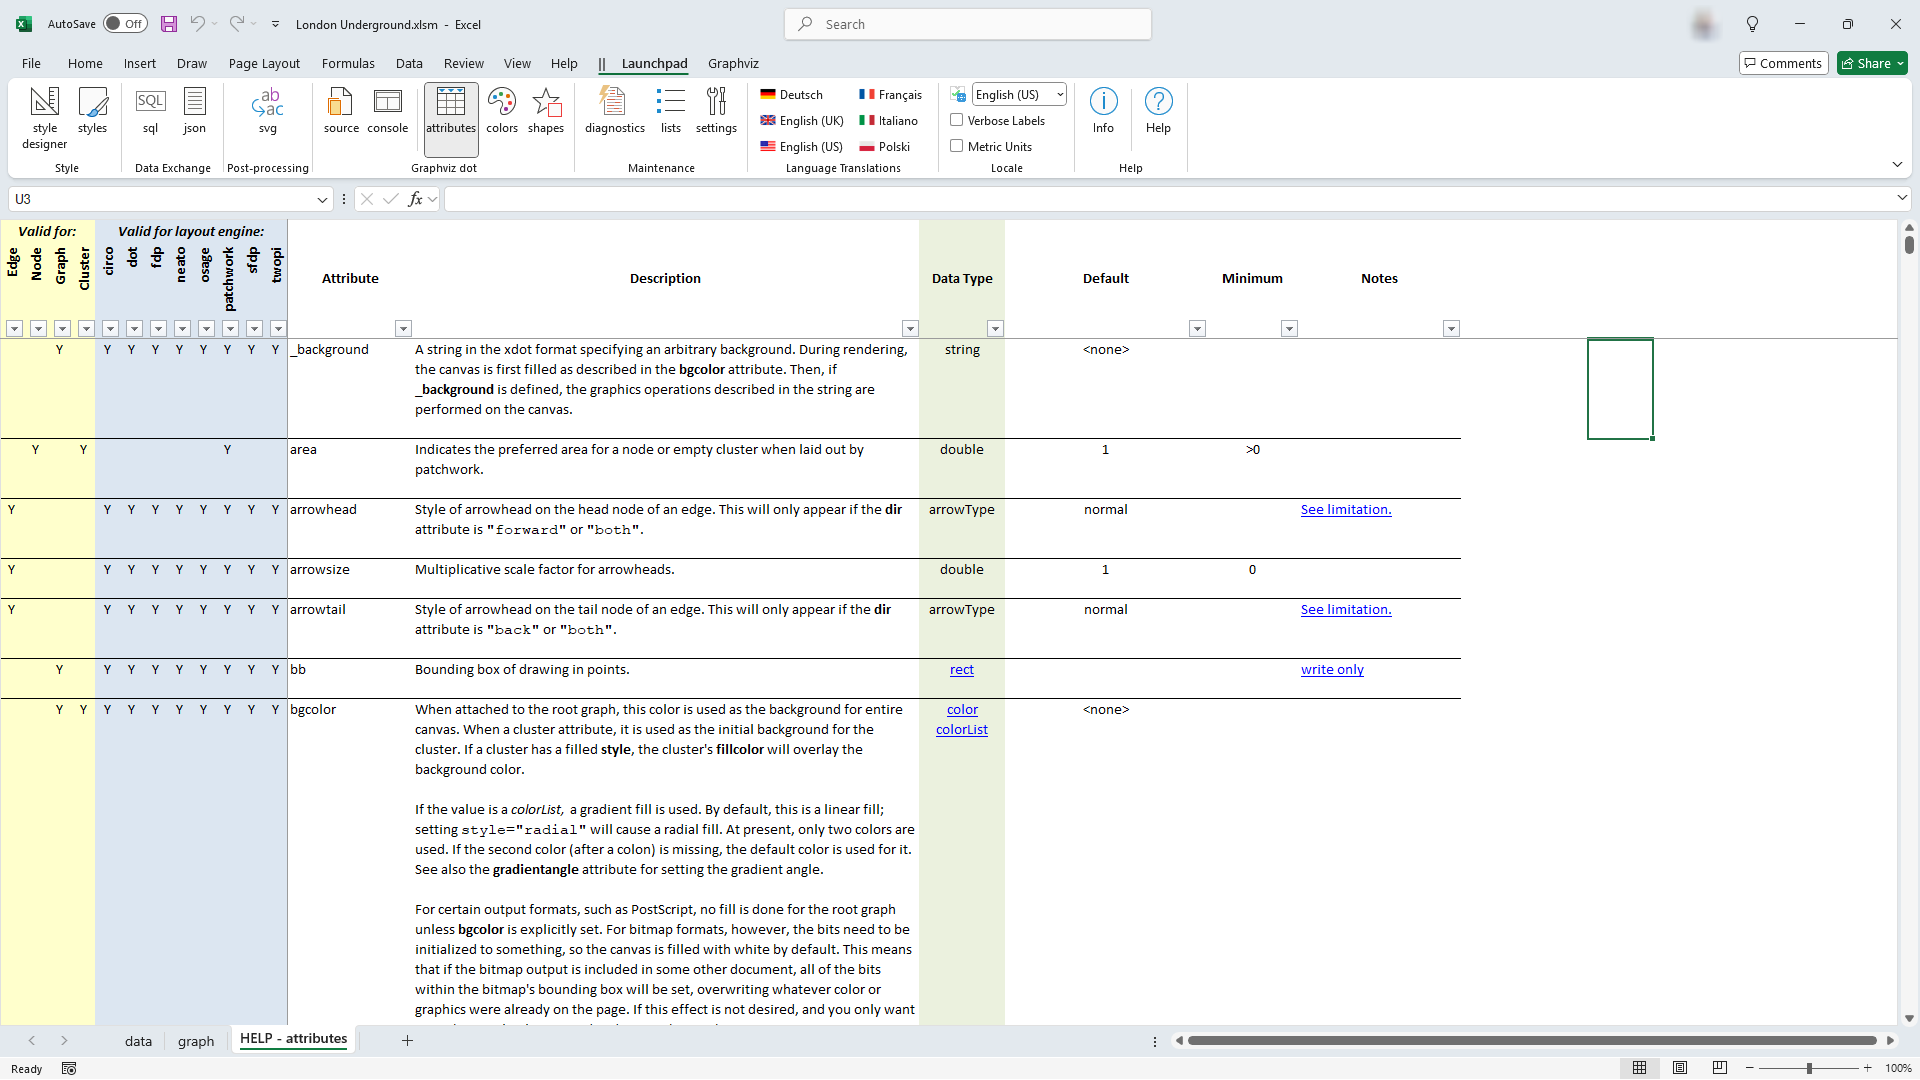 AutoSave Off London Underground.xlsm - Excel Search
File Home Insert Draw Page Layout Formulas Data Review View Help || Launchpad Graphviz Comments Share
style designer
styles
Style
SQL
sql
json
Data Exchange
ab
ac
svg
Post-processing
source
console
attributes
colors
shapes
Graphviz dot
diagnostics
lists
settings
Maintenance
Deutsch Français
English (UK) Italiano
English (US) Polski
Language Translations
English (US)
Verbose Labels
Metric Units
Locale
Info
Help
Help
U3 fx
Valid for: Valid for layout engine:
Edge Node Graph Cluster circo dot fdp neato osage patchwork sfdp twopi Attribute Description Data Type Default Minimum Notes
Y Y Y Y Y Y Y Y Y _background A string in the xdot format specifying an arbitrary background. During rendering, string <none>
the canvas is first filled as described in the bgcolor attribute. Then, if
_background is defined, the graphics operations described in the string are
performed on the canvas.
Y Y Y area Indicates the preferred area for a node or empty cluster when laid out by double 1 >0
patchwork.
Y Y Y Y Y Y Y Y Y arrowhead Style of arrowhead on the head node of an edge. This will only appear if the dir arrowType normal See limitation.
attribute is "forward" or "both".
Y Y Y Y Y Y Y Y Y arrowsize Multiplicative scale factor for arrowheads. double 1 0
Y Y Y Y Y Y Y Y Y arrowtail Style of arrowhead on the tail node of an edge. This will only appear if the dir arrowType normal See limitation.
attribute is "back" or "both".
Y Y Y Y Y Y Y Y Y bb Bounding box of drawing in points. rect write only
Y Y Y Y Y Y Y Y Y Y bgcolor When attached to the root graph, this color is used as the background for entire color <none>
canvas. When a cluster attribute, it is used as the initial background for the colorList
cluster. If a cluster has a filled style, the cluster's fillcolor will overlay the
background color.
If the value is a colorList, a gradient fill is used. By default, this is a linear fill;
setting style="radial" will cause a radial fill. At present, only two colors are
used. If the second color (after a colon) is missing, the default color is used for it.
See also the gradientangle attribute for setting the gradient angle.
For certain output formats, such as PostScript, no fill is done for the root graph
unless bgcolor is explicitly set. For bitmap formats, however, the bits need to be
initialized to something, so the canvas is filled with white by default. This means
that if the bitmap output is included in some other document, all of the bits
within the bitmap's bounding box will be set, overwriting whatever color or
graphics were already on the page. If this effect is not desired, and you only want
data graph HELP - attributes
Ready 100%